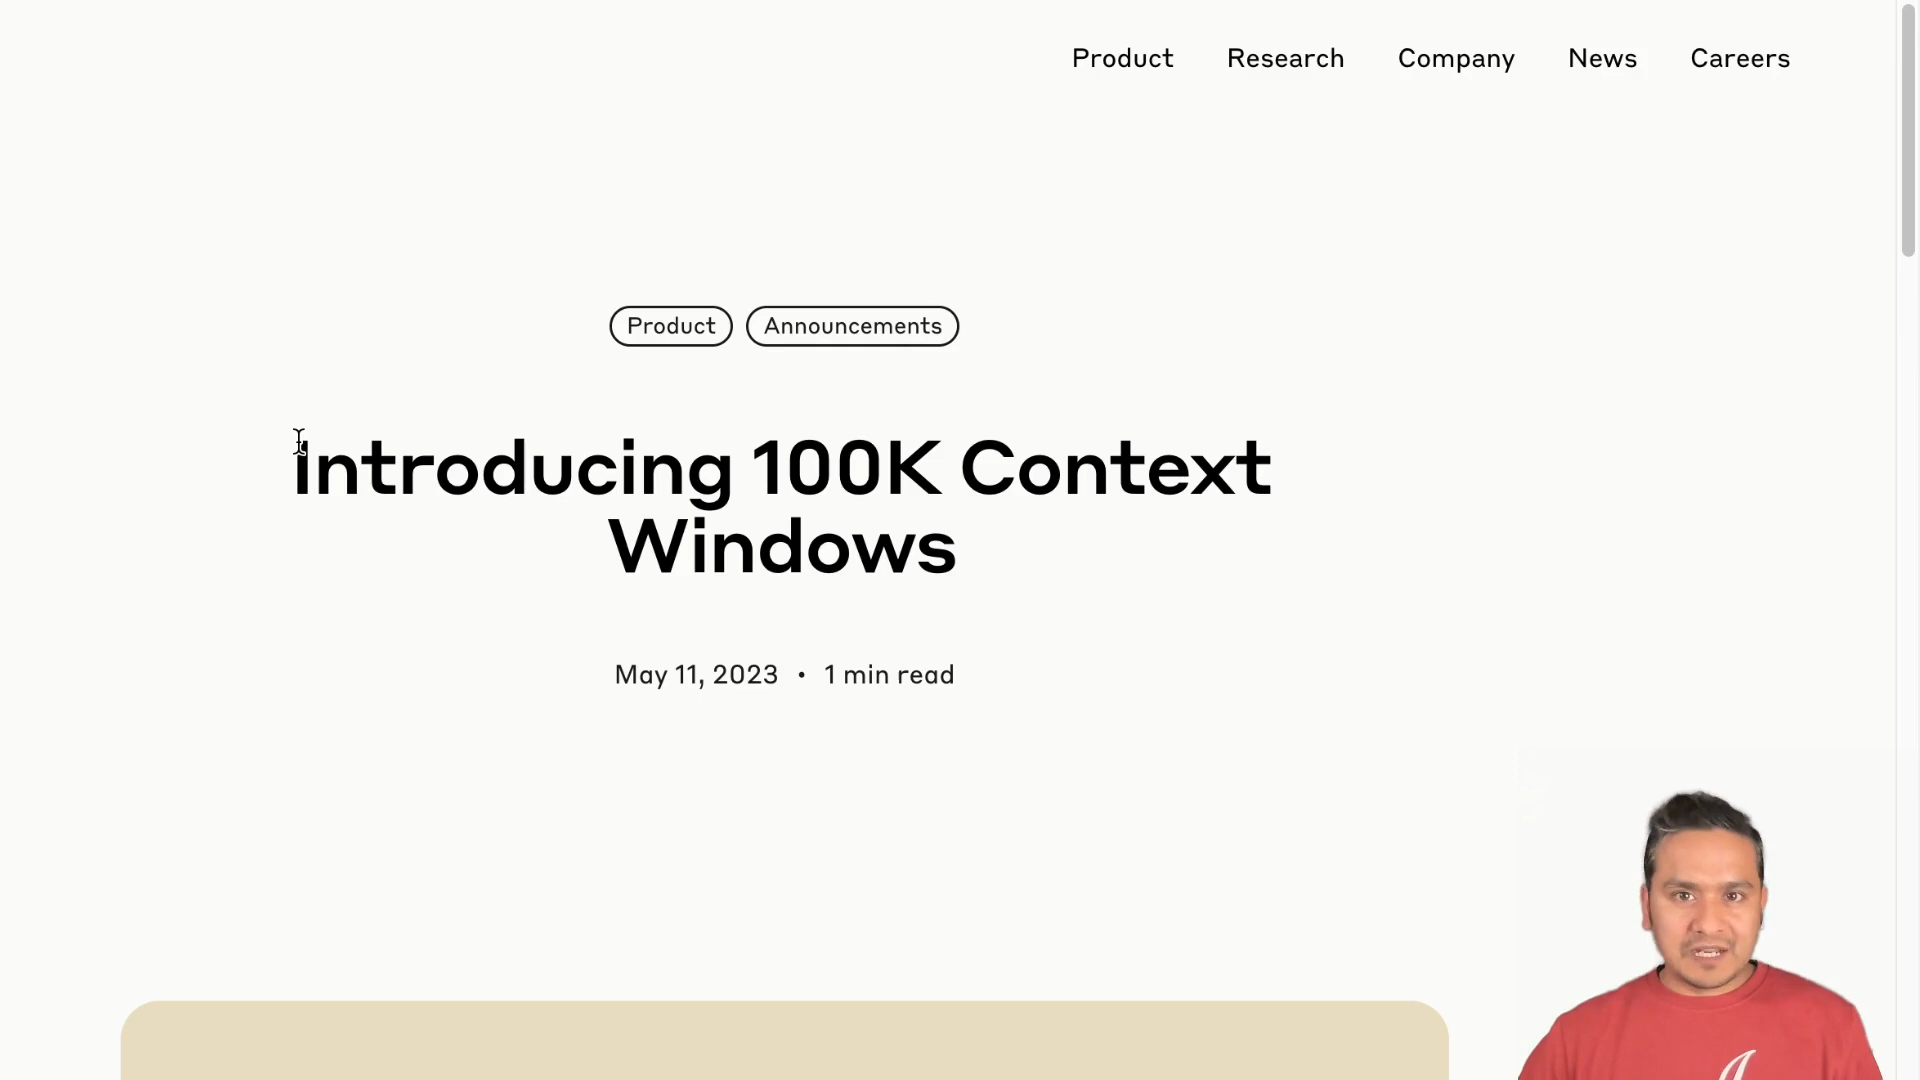 Product Research Company News Careers
Product Announcements
Introducing 100K Context
Windows
May 11, 2023 • 1 min read